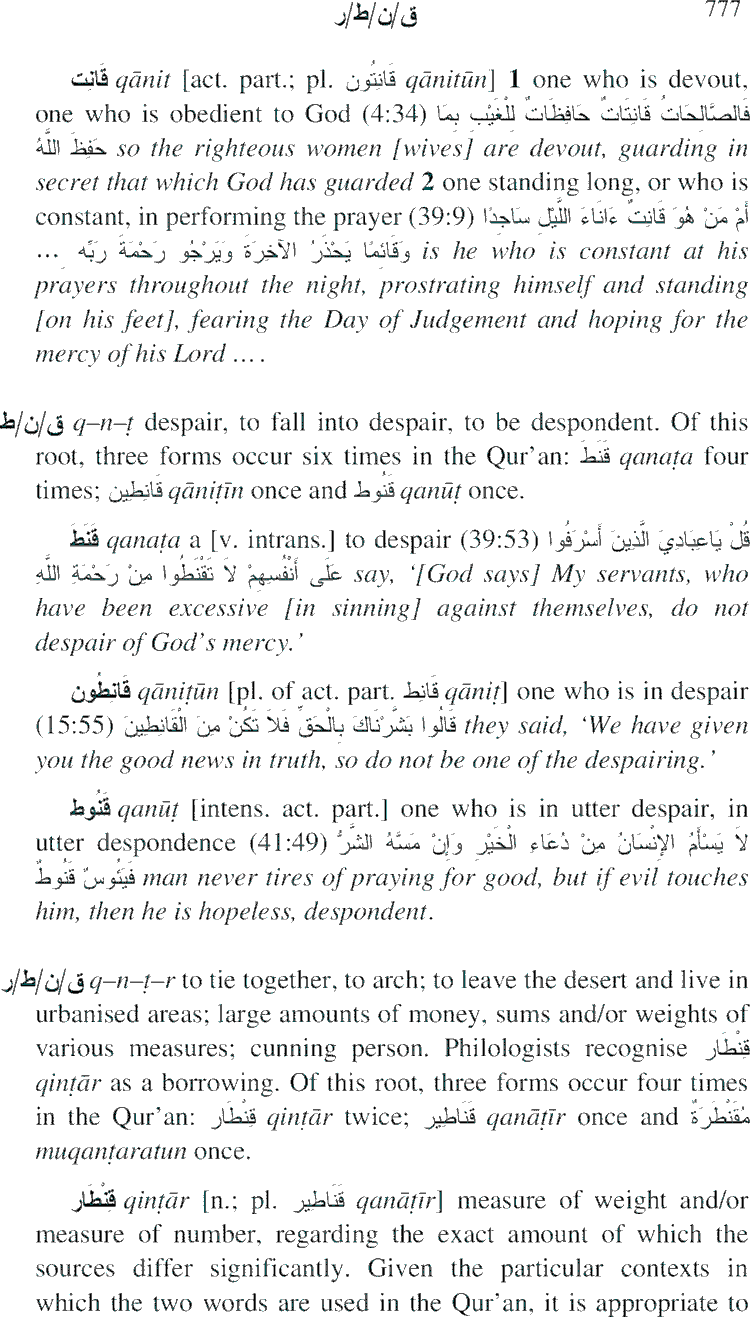 ق/ن/ط/ر 777
قَانِت qānit [act. part.; pl. قَانِتُون qānitūn] 1 one who is devout,
one who is obedient to God (4:34) فَالصَّالِحَاتُ قَانِتَاتٌ حَافِظَاتٌ لِّلْغَيْبِ بِمَا
حَفِظَ اللَّهُ so the righteous women [wives] are devout, guarding in
secret that which God has guarded 2 one standing long, or who is
constant, in performing the prayer (39:9) أَمْ مَنْ هُوَ قَانِتٌ ءَانَاءَ اللَّيْلِ سَاجِدًا
وَقَائِمًا يَحْذَرُ الآخِرَةَ وَيَرْجُو رَحْمَةَ رَبِّه ... is he who is constant at his
prayers throughout the night, prostrating himself and standing
[on his feet], fearing the Day of Judgement and hoping for the
mercy of his Lord ….
ق/ن/ط q–n–ṭ despair, to fall into despair, to be despondent. Of this
root, three forms occur six times in the Qur’an: قَنَطَ qanaṭa four
times; قَانِطِين qāniṭīn once and قَنُوط qanūṭ once.
قَنَطَ qanaṭa a [v. intrans.] to despair (39:53) قُلْ يَاعِبَادِيَ الَّذِينَ أَسْرَفُوا
عَلَى أَنْفُسِهِمْ لاَ تَقْنَطُوا مِنْ رَحْمَةِ اللَّهِ say, ‘[God says] My servants, who
have been excessive [in sinning] against themselves, do not
despair of God’s mercy.’
قَانِطُون qāniṭūn [pl. of act. part. قَانِط qāniṭ] one who is in despair
(15:55) قَالُوا بَشَّرْنَاكَ بِالْحَقِّ فَلاَ تَكُنْ مِنَ الْقَانِطِينَ they said, ‘We have given
you the good news in truth, so do not be one of the despairing.’
قَنُوط qanūṭ [intens. act. part.] one who is in utter despair, in
utter despondence (41:49) لاَ يَسْأَمُ الإِنْسَانُ مِنْ دُعَاءِ الْخَيْرِ وَإِنْ مَسَّهُ الشَّرُّ
فَيَئُوسٌ قَنُوطٌ man never tires of praying for good, but if evil touches
him, then he is hopeless, despondent.
ق/ن/ط/ر q–n–ṭ–r to tie together, to arch; to leave the desert and live in
urbanised areas; large amounts of money, sums and/or weights of
various measures; cunning person. Philologists recognise قِنْطَار
qinṭār as a borrowing. Of this root, three forms occur four times
in the Qur’an: قِنْطَار qinṭār twice; قَنَاطِير qanāṭīr once and مُقَنْطَرَةٌ
muqanṭaratun once.
قِنْطَار qinṭār [n.; pl. قَنَاطِير qanāṭīr] measure of weight and/or
measure of number, regarding the exact amount of which the
sources differ significantly. Given the particular contexts in
which the two words are used in the Qur’an, it is appropriate to